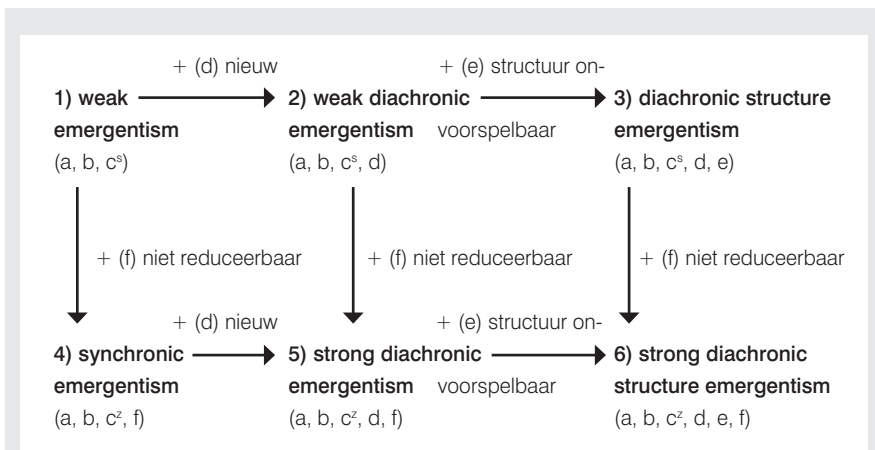 + (d) nieuw + (e) structuur on-
1) weak 2) weak diachronic 3) diachronic structure
emergentism emergentism voorspelbaar emergentism
(a, b, cˢ) (a, b, cˢ, d) (a, b, cˢ, d, e)
+ (f) niet reduceerbaar + (f) niet reduceerbaar + (f) niet reduceerbaar
+ (d) nieuw + (e) structuur on-
4) synchronic 5) strong diachronic 6) strong diachronic
emergentism emergentism voorspelbaar structure emergentism
(a, b, cᶻ, f) (a, b, cᶻ, d, f) (a, b, cᶻ, d, e, f)